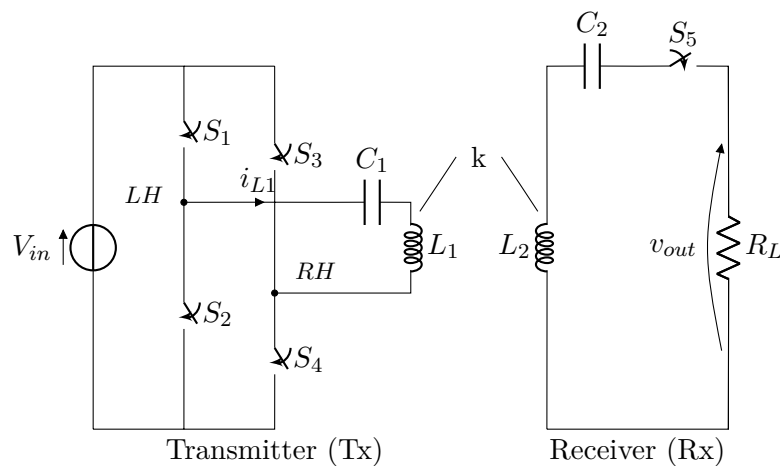 C2
S5
S1
S3
C1
k
LH
iL1
Vin
L1
L2
vout
RL
RH
S2
S4
Transmitter (Tx)
Receiver (Rx)